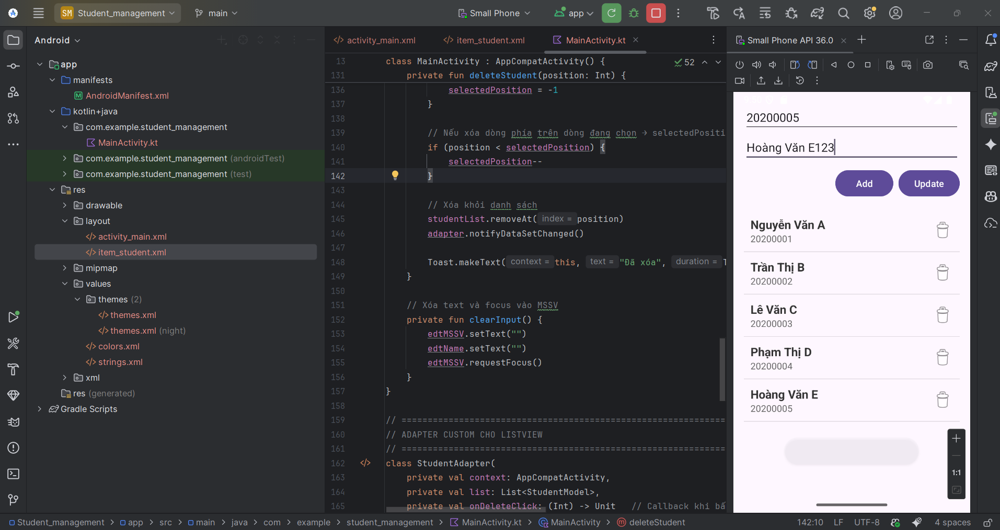 SM Student_management
main
Small Phone
app
Android
app
manifests
AndroidManifest.xml
kotlin+java
com.example.student_management
MainActivity.kt
com.example.student_management (androidTest)
com.example.student_management (test)
res
drawable
layout
activity_main.xml
item_student.xml
mipmap
values
themes (2)
themes.xml
themes.xml (night)
colors.xml
strings.xml
xml
res (generated)
Gradle Scripts
activity_main.xml
item_student.xml
MainActivity.kt
52
13 class MainActivity : AppCompatActivity() {
131 private fun deleteStudent(position: Int) {
136 selectedPosition = -1
137 }
138
139 // Nếu xóa dòng phía trên dòng đang chọn → selectedPositi
140 if (position < selectedPosition) {
141 selectedPosition--
142 }
143
144 // Xóa khỏi danh sách
145 studentList.removeAt( index = position)
146 adapter.notifyDataSetChanged()
147
148 Toast.makeText( context = this, text = "Đã xóa", duration = T
149 }
150
151 // Xóa text và focus vào MSSV
152 private fun clearInput() {
153 edtMSSV.setText("")
154 edtName.setText("")
155 edtMSSV.requestFocus()
156 }
157 }
158
159 // ==============================================================
160 // ADAPTER CUSTOM CHO LISTVIEW
161 // ==============================================================
162 class StudentAdapter(
163 private val context: AppCompatActivity,
164 private val list: List<StudentModel>,
165 private val onDeleteClick: (Int) -> Unit // Callback khi bấ
Small Phone API 36.0
20200005
Hoàng Văn E123
Add
Update
Nguyễn Văn A
20200001
Trần Thị B
20200002
Lê Văn C
20200003
Phạm Thị D
20200004
Hoàng Văn E
20200005
1:1
Student_management > app > src > main > java > com > example > student_management > MainActivity.kt > MainActivity > deleteStudent
142:10 LF UTF-8 4 spaces